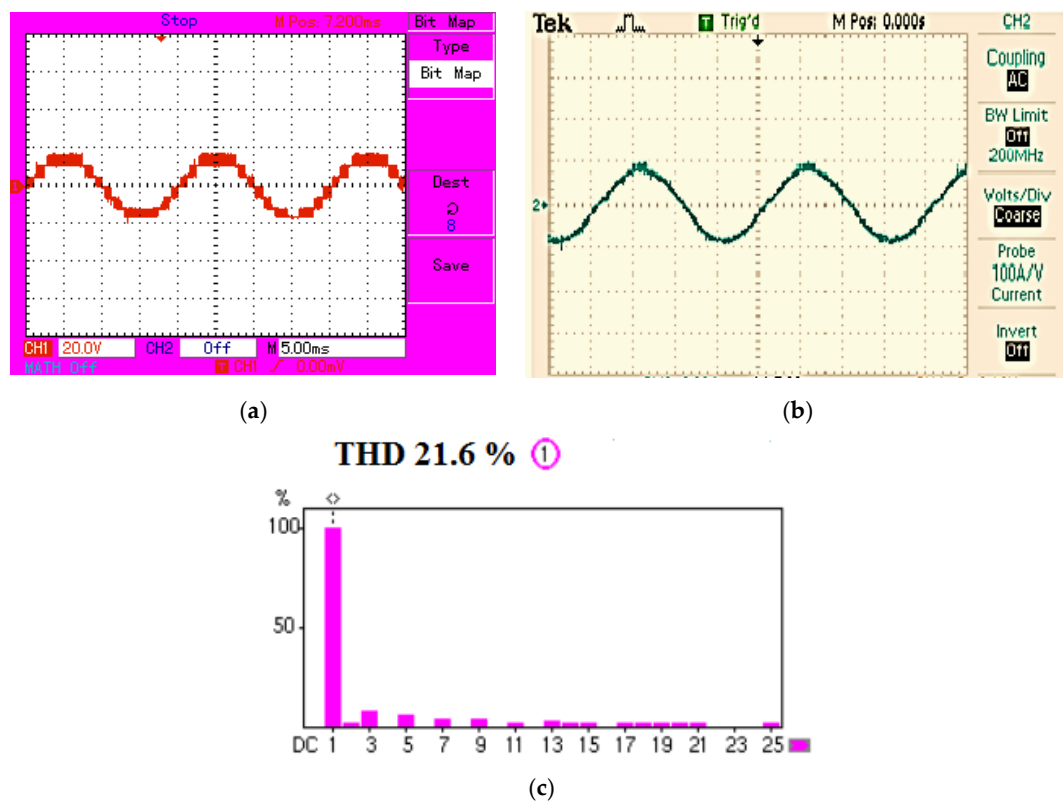 Stop M Pos: 7.200ms Bit Map
Type
Bit Map
Dest
8
Save
1
CH1 20.0V CH2 Off M 5.00ms
MATH Off T CH1 0.00mV
(a)
Tek T Trig'd M Pos: 0.000s CH2
Coupling
AC
BW Limit
Off
200MHz
Volts/Div
Coarse
Probe
100A/V
Current
Invert
Off
2
(b)
THD 21.6 % 1
%
100
50
DC 1 3 5 7 9 11 13 15 17 19 21 23 25
(c)